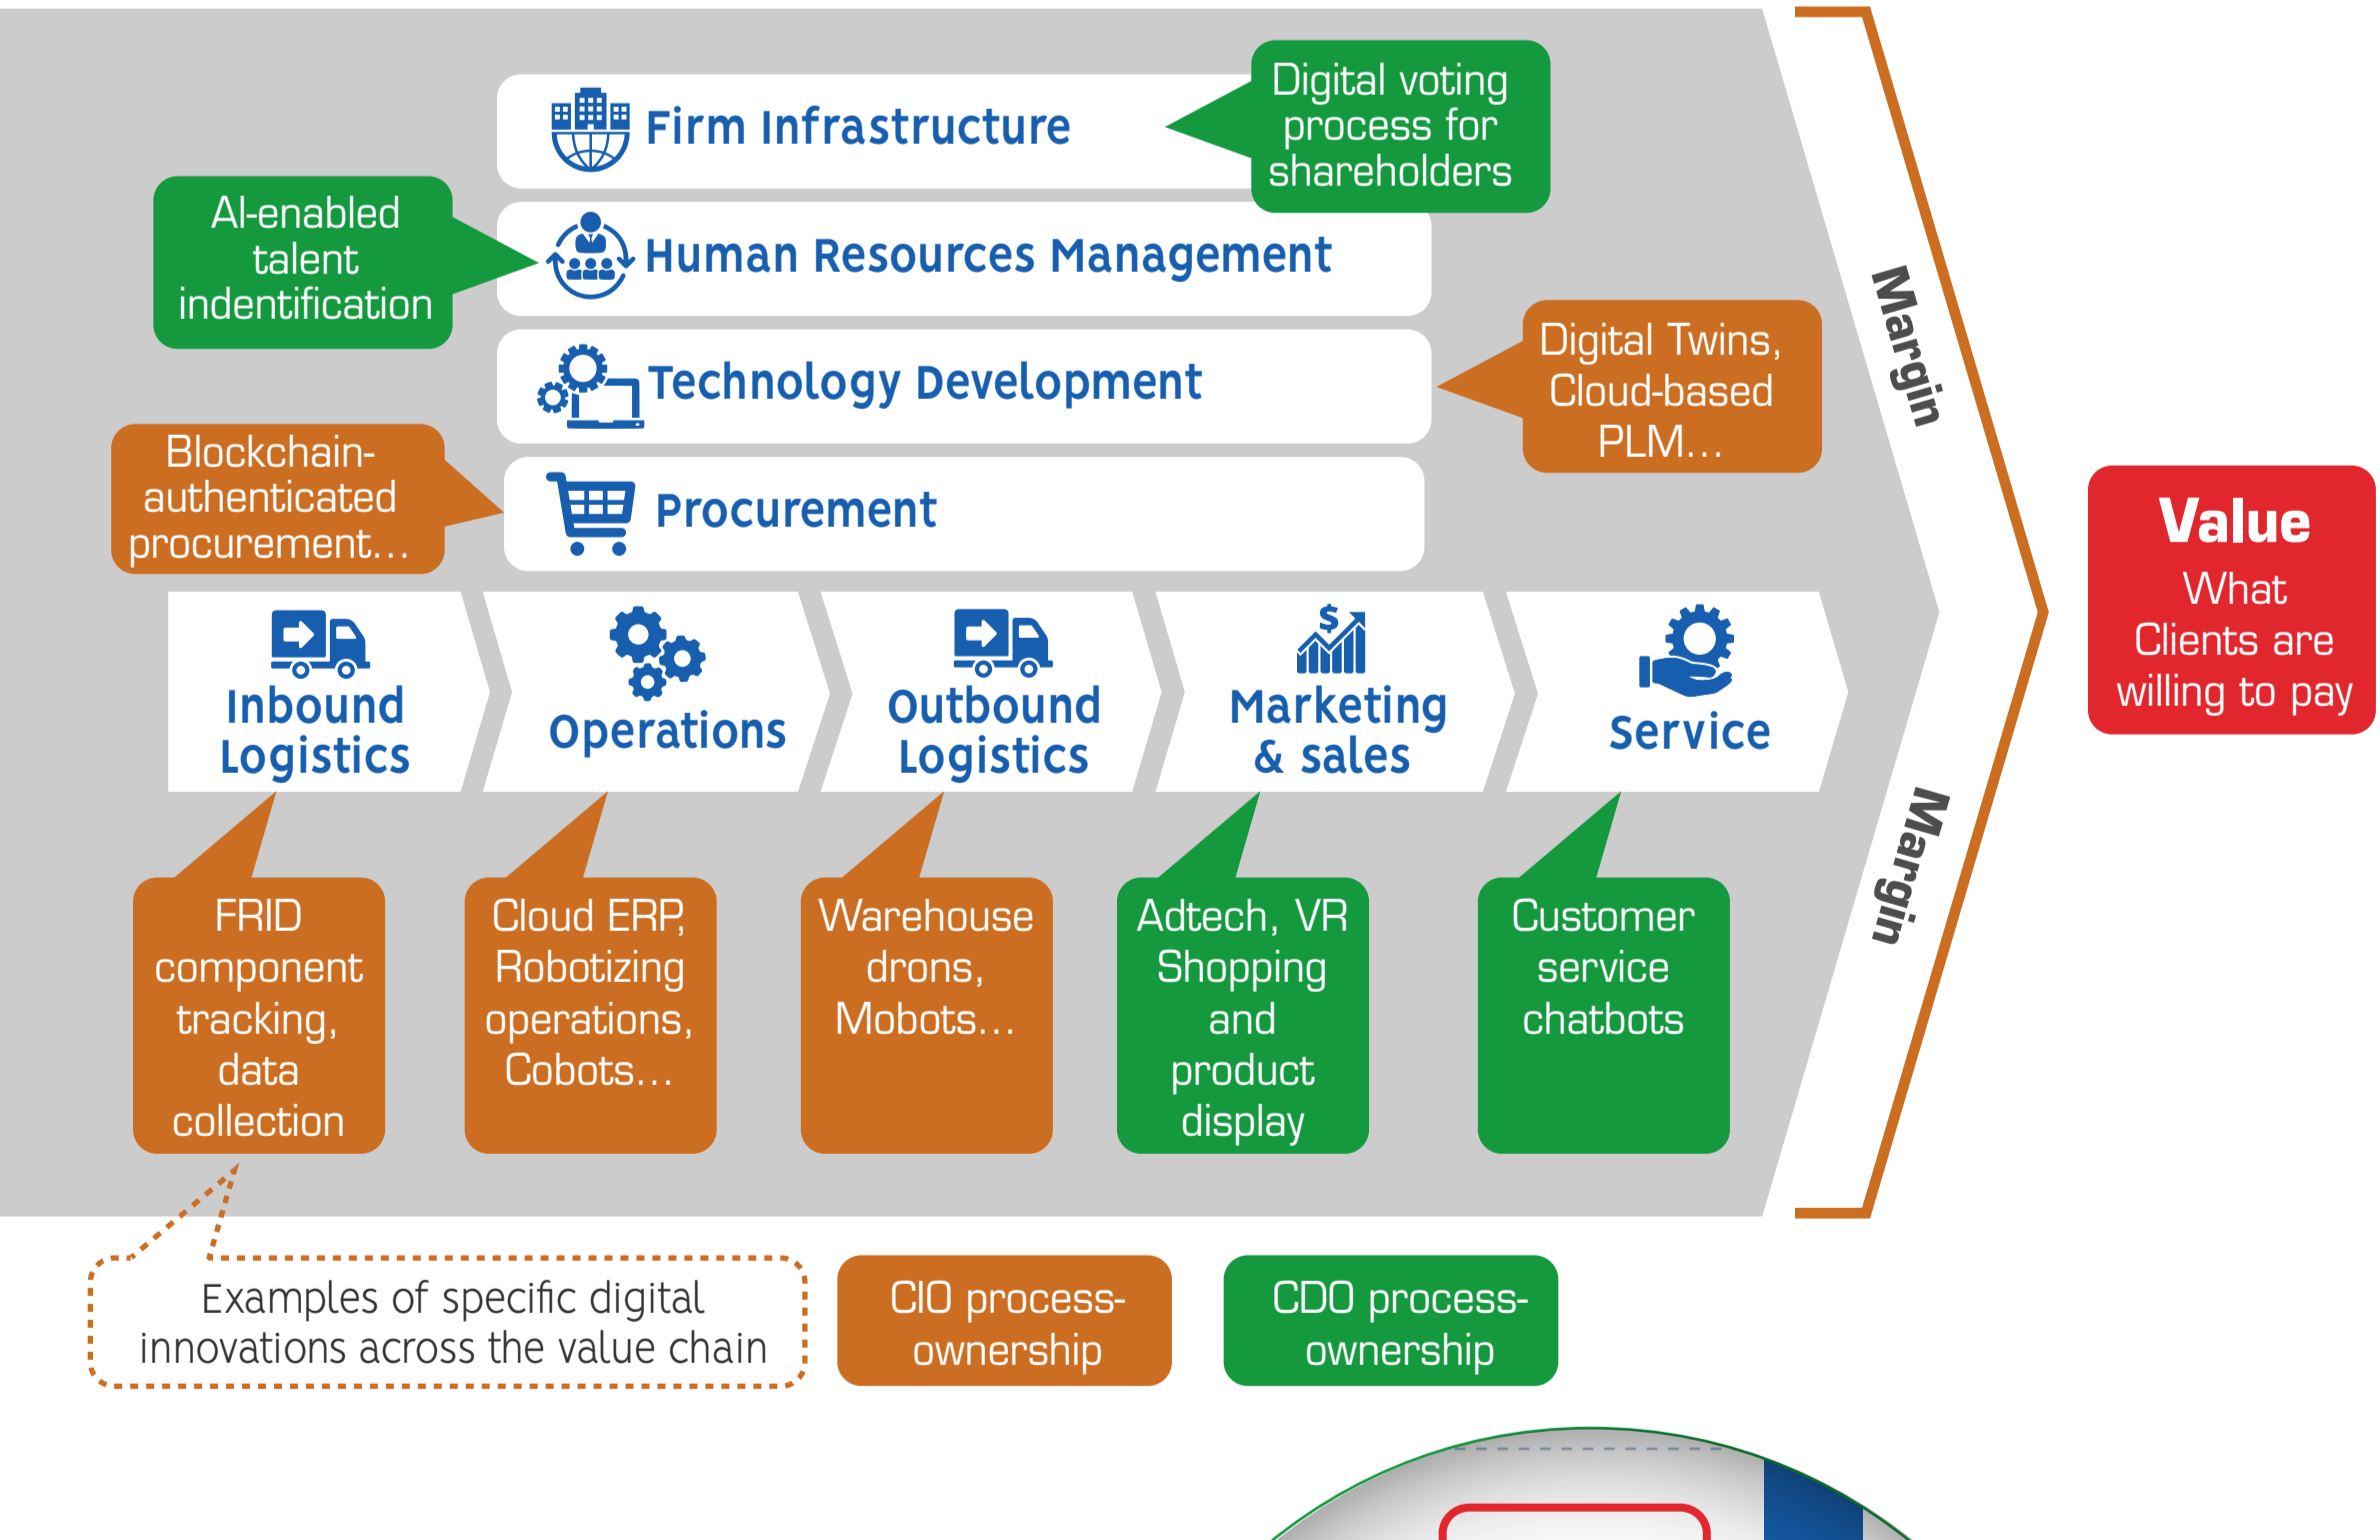 Firm Infrastructure
Digital voting
process for
shareholders
AI-enabled
talent
indentification
Human Resources Management
Technology Development
Digital Twins,
Cloud-based
PLM...
Blockchain-
authenticated
procurement...
Procurement
Margin
Margin
Value
What
Clients are
willing to pay
Inbound
Logistics
Operations
Outbound
Logistics
Marketing
& sales
Service
FRID
component
tracking,
data
collection
Cloud ERP,
Robotizing
operations,
Cobots...
Warehouse
drons,
Mobots...
Adtech, VR
Shopping
and
product
display
Customer
service
chatbots
Examples of specific digital
innovations across the value chain
CIO process-
ownership
CDO process-
ownership